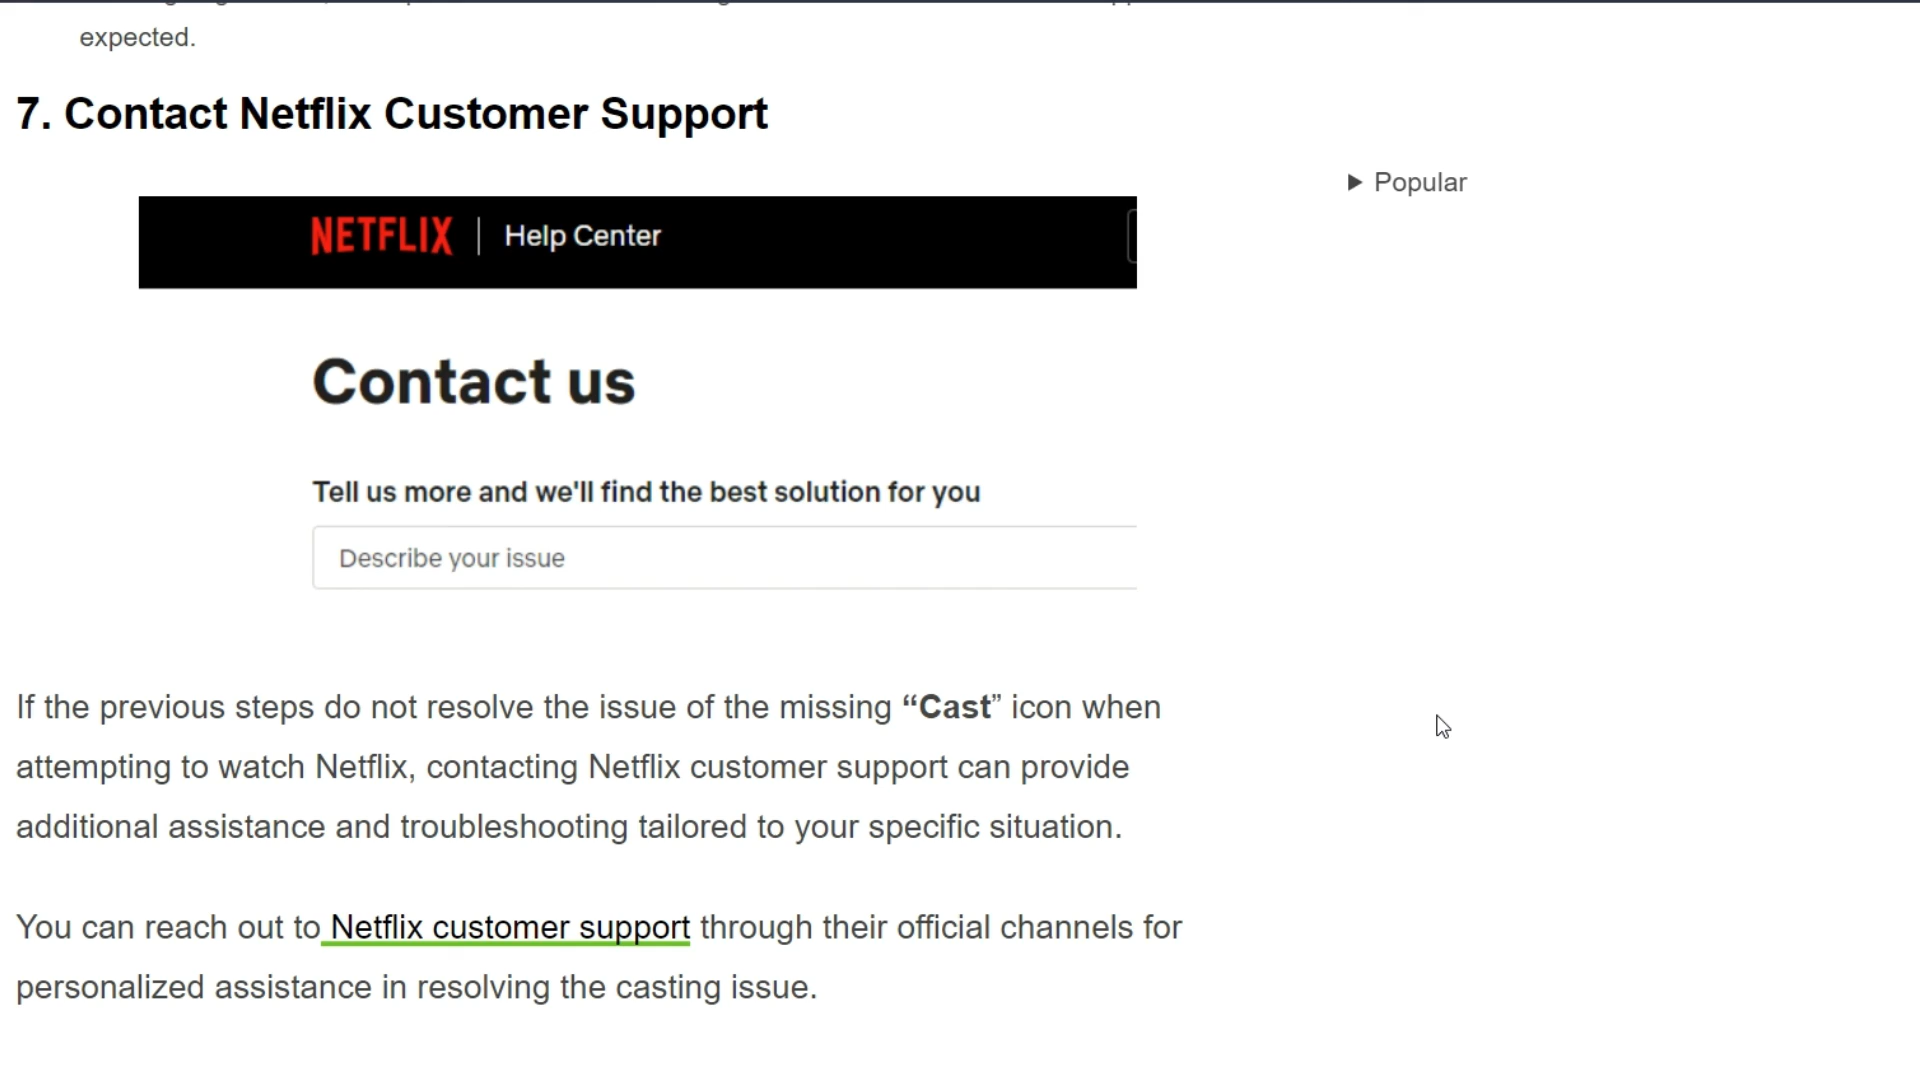 expected.
7. Contact Netflix Customer Support
Popular
NETFLIX | Help Center
Contact us
Tell us more and we'll find the best solution for you
Describe your issue
If the previous steps do not resolve the issue of the missing “Cast” icon when
attempting to watch Netflix, contacting Netflix customer support can provide
additional assistance and troubleshooting tailored to your specific situation.
You can reach out to Netflix customer support through their official channels for
personalized assistance in resolving the casting issue.